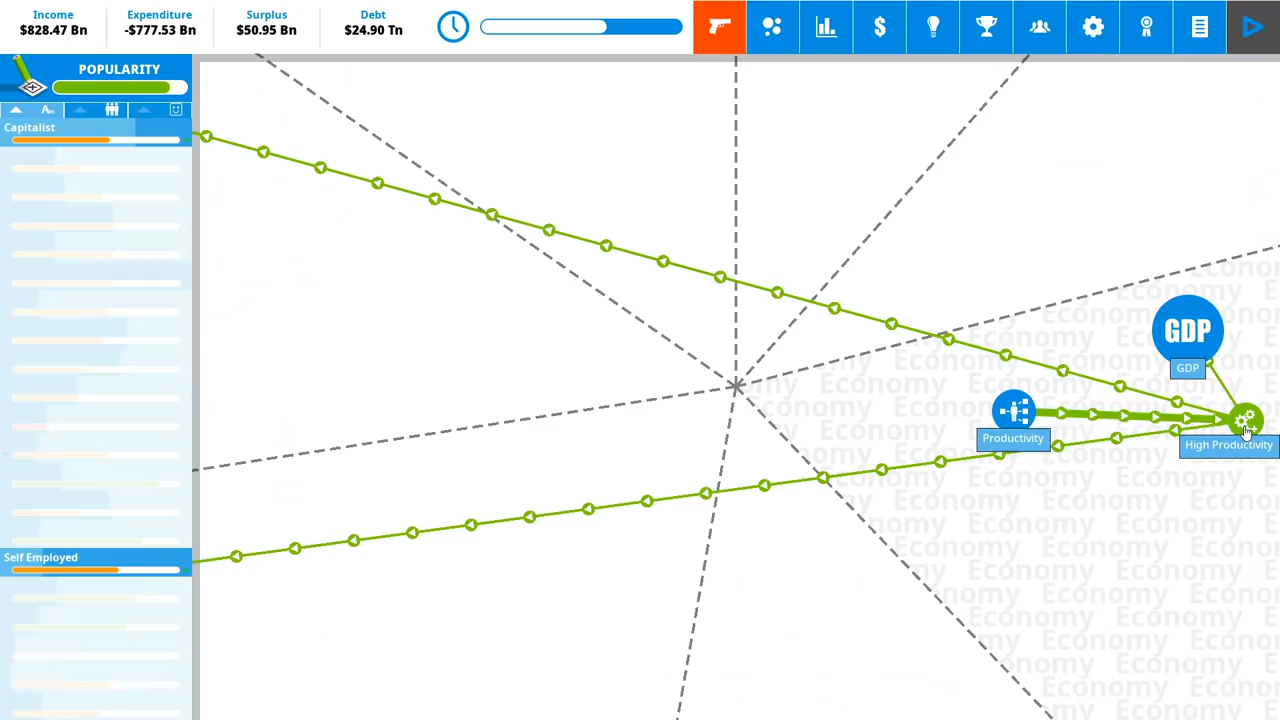 Income
$828.47 Bn
Expenditure
-$777.53 Bn
Surplus
$50.95 Bn
Debt
$24.90 Tn
POPULARITY
Capitalist
Self Employed
GDP
GDP
Productivity
High Productivity
Economy Economy Economy